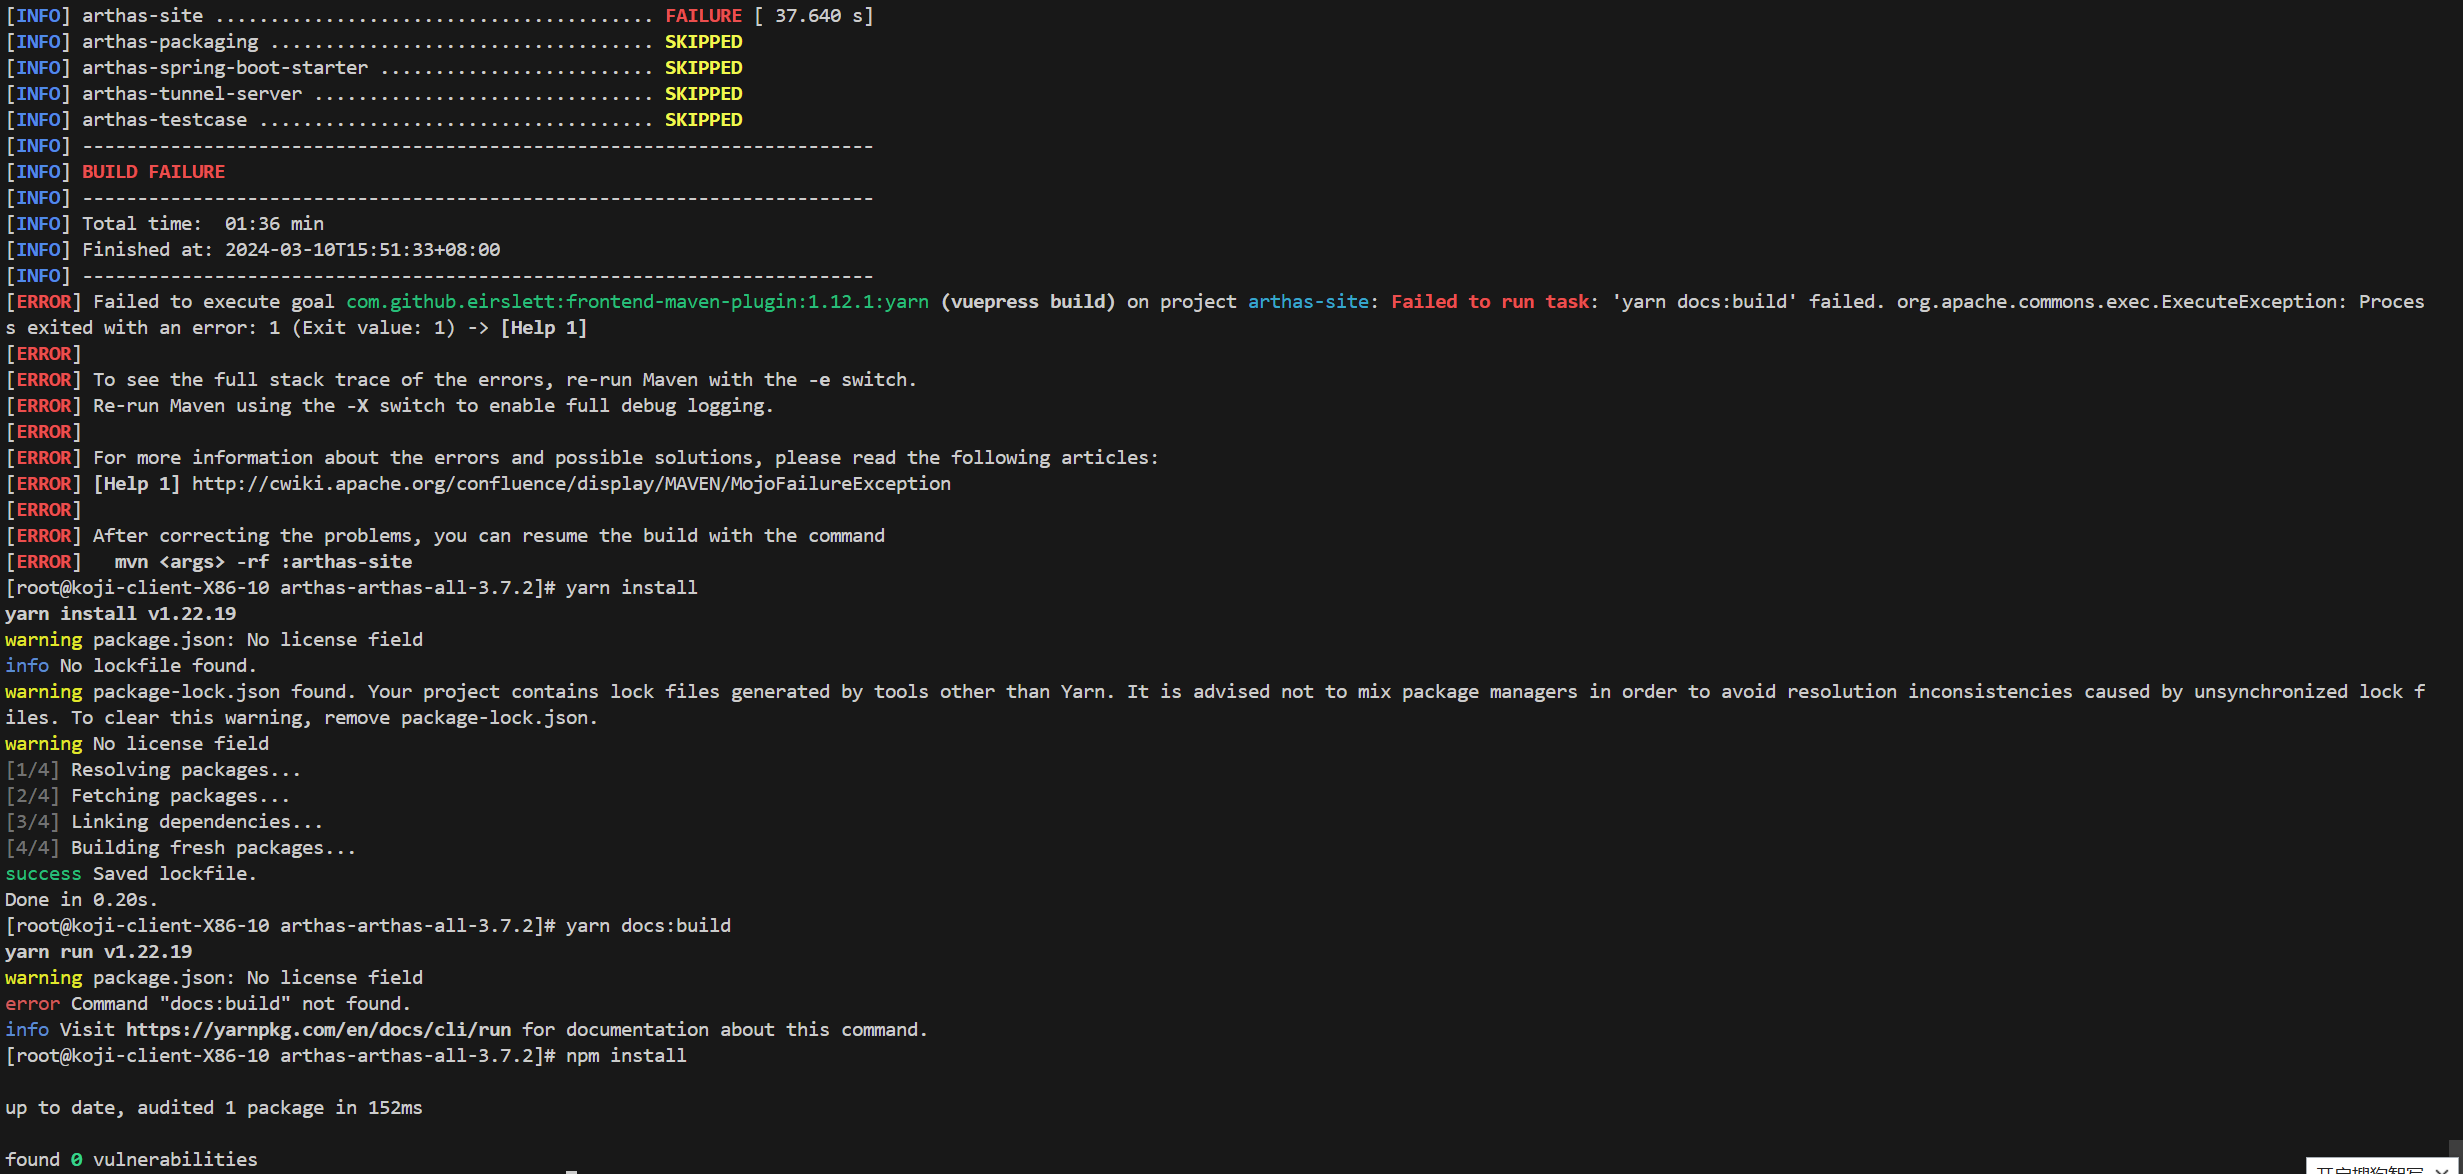 [INFO] arthas-site ........................................ FAILURE [ 37.640 s]
[INFO] arthas-packaging ................................... SKIPPED
[INFO] arthas-spring-boot-starter ......................... SKIPPED
[INFO] arthas-tunnel-server ............................... SKIPPED
[INFO] arthas-testcase .................................... SKIPPED
[INFO] ------------------------------------------------------------------------
[INFO] BUILD FAILURE
[INFO] ------------------------------------------------------------------------
[INFO] Total time:  01:36 min
[INFO] Finished at: 2024-03-10T15:51:33+08:00
[INFO] ------------------------------------------------------------------------
[ERROR] Failed to execute goal com.github.eirslett:frontend-maven-plugin:1.12.1:yarn (vuepress build) on project arthas-site: Failed to run task: 'yarn docs:build' failed. org.apache.commons.exec.ExecuteException: Proces
s exited with an error: 1 (Exit value: 1) -> [Help 1]
[ERROR]
[ERROR] To see the full stack trace of the errors, re-run Maven with the -e switch.
[ERROR] Re-run Maven using the -X switch to enable full debug logging.
[ERROR]
[ERROR] For more information about the errors and possible solutions, please read the following articles:
[ERROR] [Help 1] http://cwiki.apache.org/confluence/display/MAVEN/MojoFailureException
[ERROR]
[ERROR] After correcting the problems, you can resume the build with the command
[ERROR]   mvn <args> -rf :arthas-site
[root@koji-client-X86-10 arthas-arthas-all-3.7.2]# yarn install
yarn install v1.22.19
warning package.json: No license field
info No lockfile found.
warning package-lock.json found. Your project contains lock files generated by tools other than Yarn. It is advised not to mix package managers in order to avoid resolution inconsistencies caused by unsynchronized lock f
iles. To clear this warning, remove package-lock.json.
warning No license field
[1/4] Resolving packages...
[2/4] Fetching packages...
[3/4] Linking dependencies...
[4/4] Building fresh packages...
success Saved lockfile.
Done in 0.20s.
[root@koji-client-X86-10 arthas-arthas-all-3.7.2]# yarn docs:build
yarn run v1.22.19
warning package.json: No license field
error Command "docs:build" not found.
info Visit https://yarnpkg.com/en/docs/cli/run for documentation about this command.
[root@koji-client-X86-10 arthas-arthas-all-3.7.2]# npm install
up to date, audited 1 package in 152ms
found 0 vulnerabilities